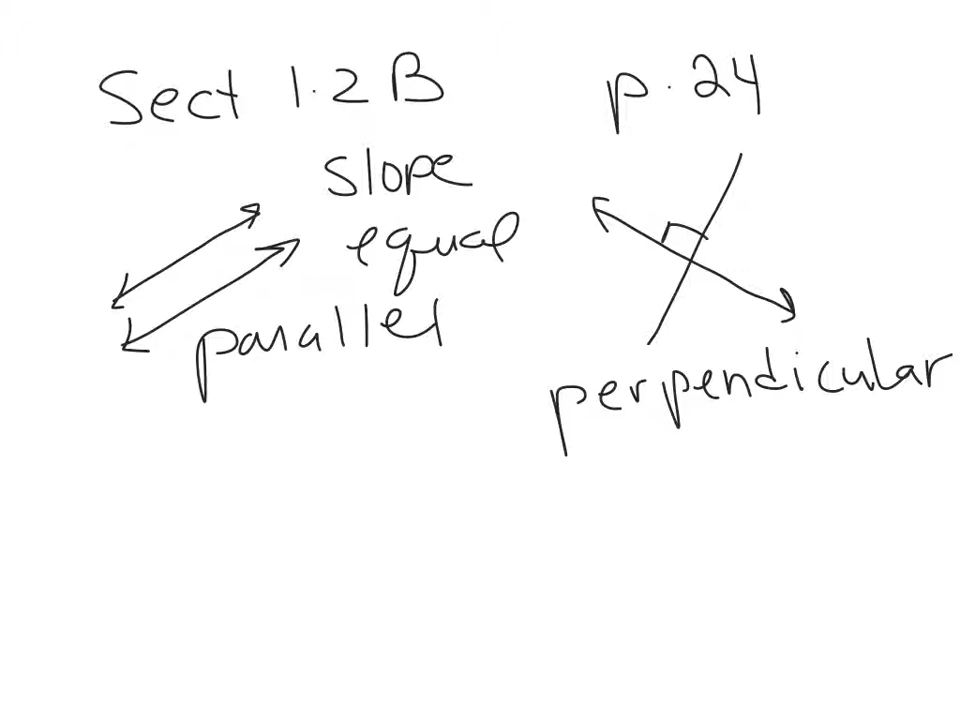 Sect 1.2 B p. 24
slope
equal
parallel
perpendicular